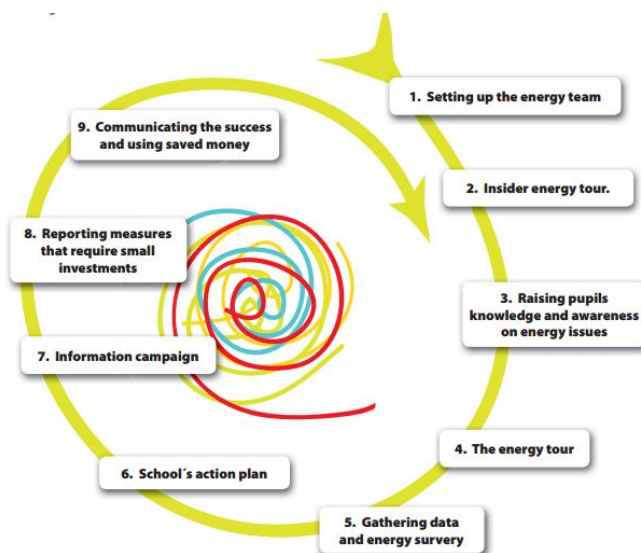 1. Setting up the energy team
2. Insider energy tour.
3. Raising pupils
knowledge and awareness
on energy issues
4. The energy tour
5. Gathering data
and energy survery
6. School´s action plan
7. Information campaign
8. Reporting measures
that require small
investments
9. Communicating the success
and using saved money